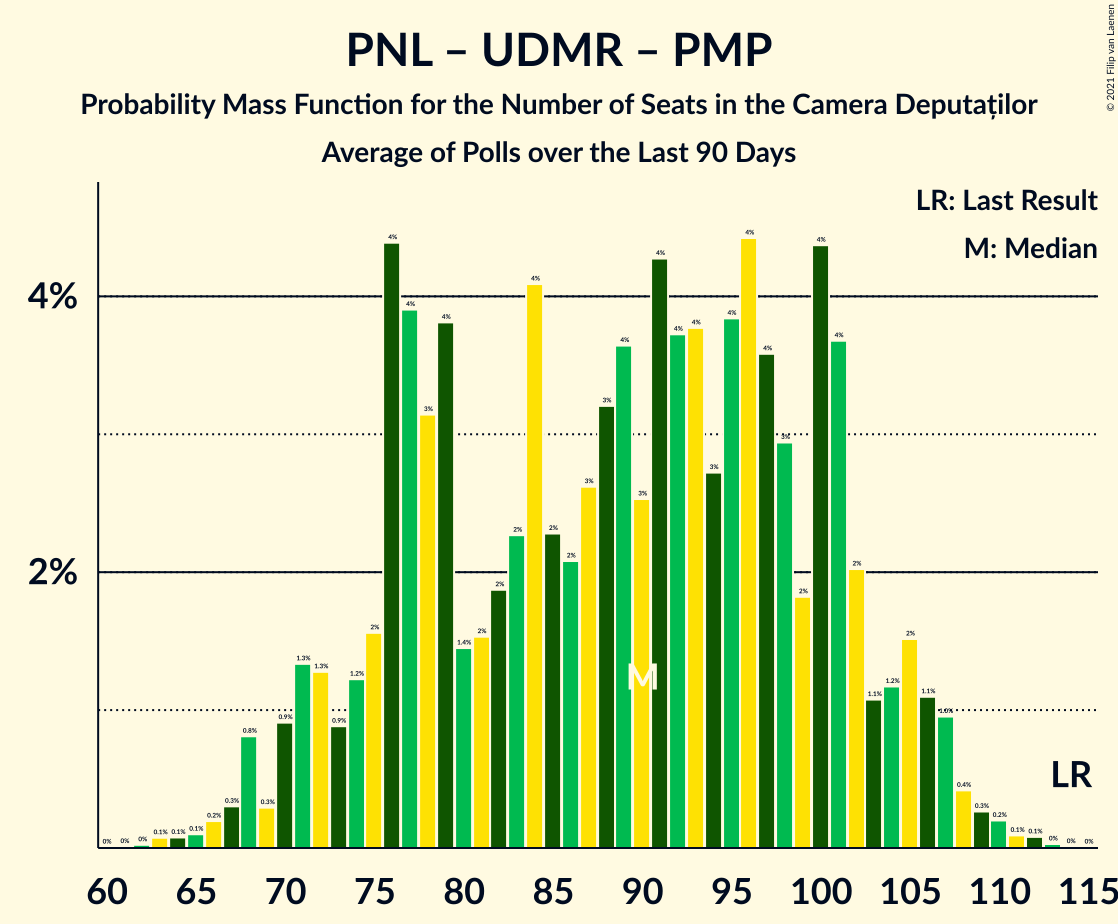 PNL – UDMR – PMP
Probability Mass Function for the Number of Seats in the Camera Deputaților
Average of Polls over the Last 90 Days
© 2021 Filip van Laenen
LR: Last Result
M: Median
4%
2%
0% 0% 0% 0.1% 0.1% 0.1% 0.2% 0.3% 0.8% 0.3% 0.9% 1.3% 1.3% 0.9% 1.2% 2% 4% 4% 3% 4% 1.4% 2% 2% 2% 4% 2% 2% 3% 3% 4% 3% 4% 4% 4% 3% 4% 4% 4% 3% 2% 4% 4% 2% 1.1% 1.2% 2% 1.1% 1.0% 0.4% 0.3% 0.2% 0.1% 0.1% 0% 0% 0%
M
LR
60 65 70 75 80 85 90 95 100 105 110 115